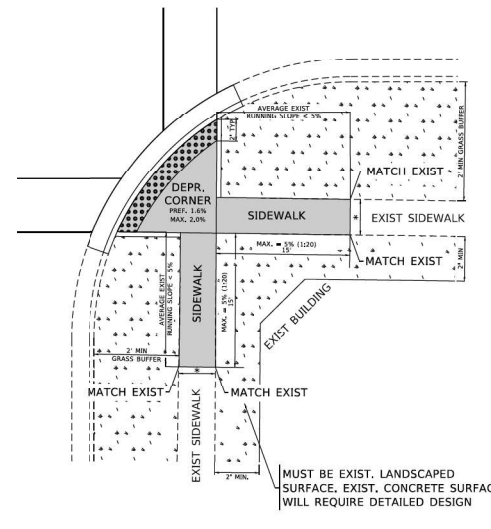 AVERAGE EXIST
RUNNING SLOPE < 5%
2' TYP.
2' MIN GRASS BUFFER
MATCH EXIST
DEPR.
CORNER
PREF. 1.6%
MAX. 2.0%
SIDEWALK
*
EXIST SIDEWALK
MAX. = 5% (1:20)
15'
MATCH EXIST
2" MIN
AVERAGE EXIST
RUNNING SLOPE < 5%
SIDEWALK
MAX. = 5% (1:20)
15'
EXIST BUILDING
2' MIN
GRASS BUFFER
*
MATCH EXIST
MATCH EXIST
EXIST SIDEWALK
2" MIN.
MUST BE EXIST. LANDSCAPED
SURFACE. EXIST. CONCRETE SURFAC
WILL REQUIRE DETAILED DESIGN